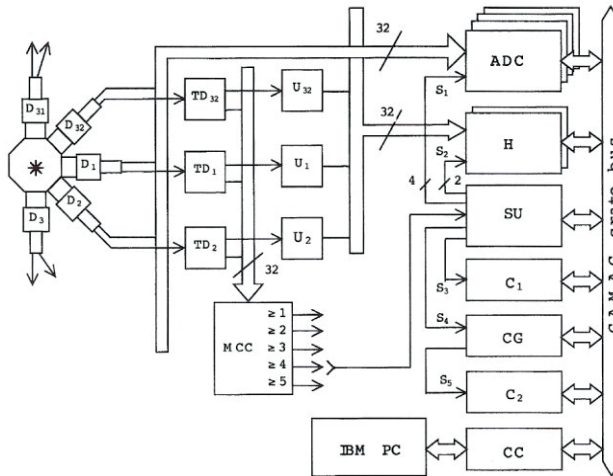 32
ADC
S1
D31
D32
TD32
U32
32
H
S2
4
2
D1
TD1
U1
SU
D2
D3
TD2
U2
32
S3
C1
MCC
≥1
≥2
≥3
≥4
≥5
S4
CG
S5
C2
IBM PC
CC
CAMAC crate bus